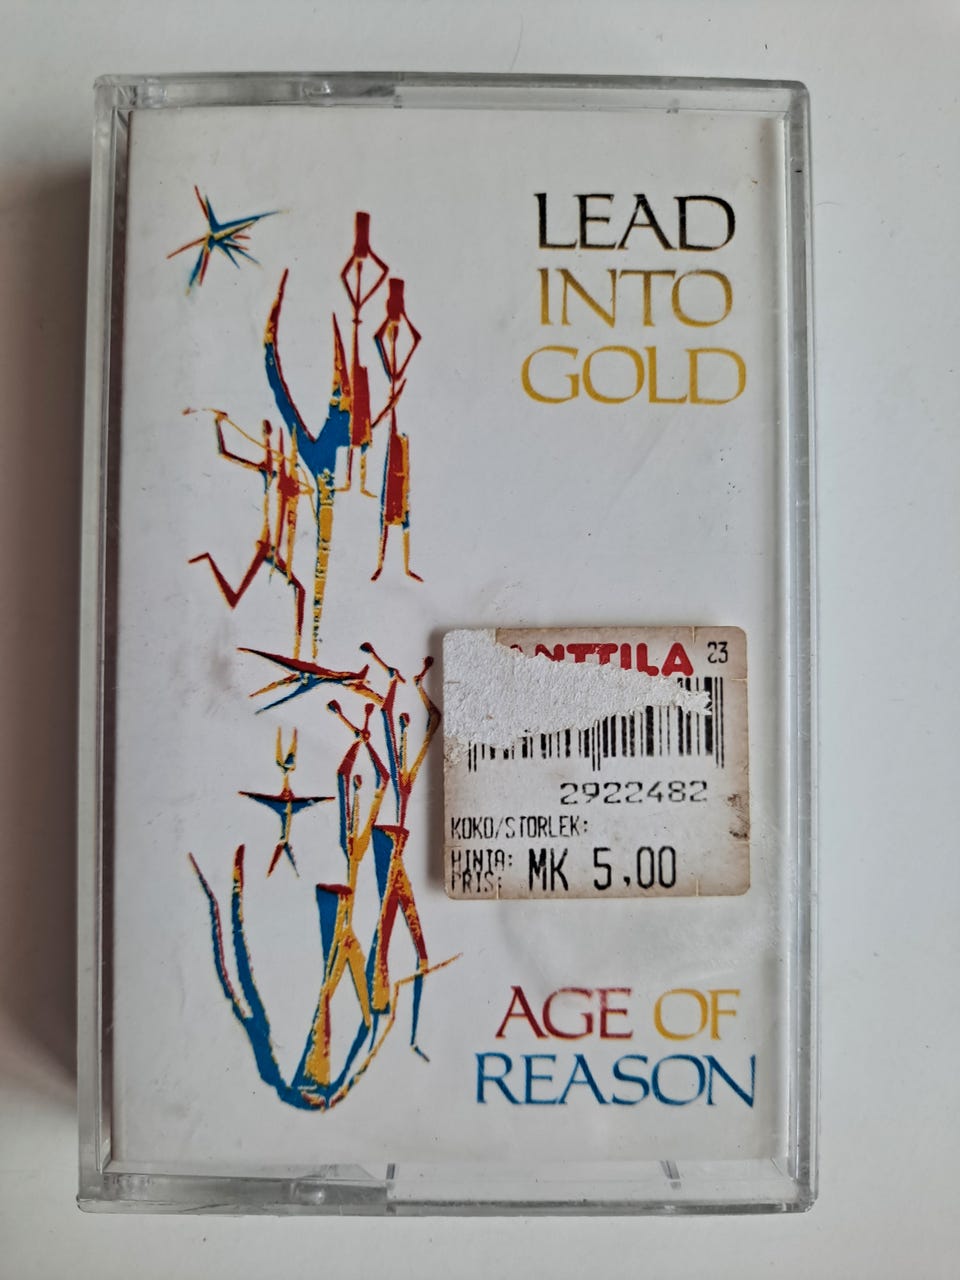 LEAD
INTO
GOLD
23
2922482
KOKO/STORLEK:
HINTA:
PRIS: MK 5,00
AGE OF
REASON